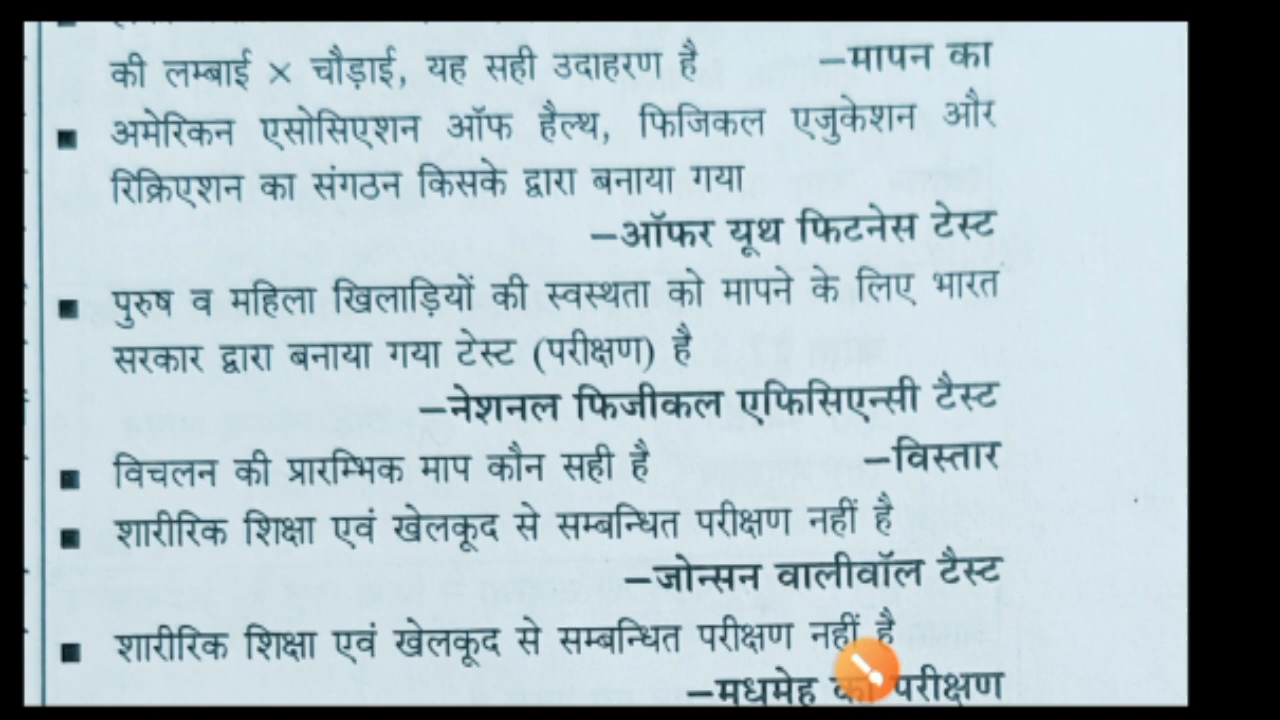 की लम्बाई × चौड़ाई, यह सही उदाहरण है –मापन का
■ अमेरिकन एसोसिएशन ऑफ हैल्थ, फिजिकल एजुकेशन और
रिक्रिएशन का संगठन किसके द्वारा बनाया गया
–ऑफर यूथ फिटनेस टेस्ट
■ पुरुष व महिला खिलाड़ियों की स्वस्थता को मापने के लिए भारत
सरकार द्वारा बनाया गया टेस्ट (परीक्षण) है
–नेशनल फिजीकल एफिसिएन्सी टैस्ट
■ विचलन की प्रारम्भिक माप कौन सही है –विस्तार
■ शारीरिक शिक्षा एवं खेलकूद से सम्बन्धित परीक्षण नहीं है
–जोन्सन वालीवॉल टैस्ट
■ शारीरिक शिक्षा एवं खेलकूद से सम्बन्धित परीक्षण नहीं है
–मधुमेह का परीक्षण